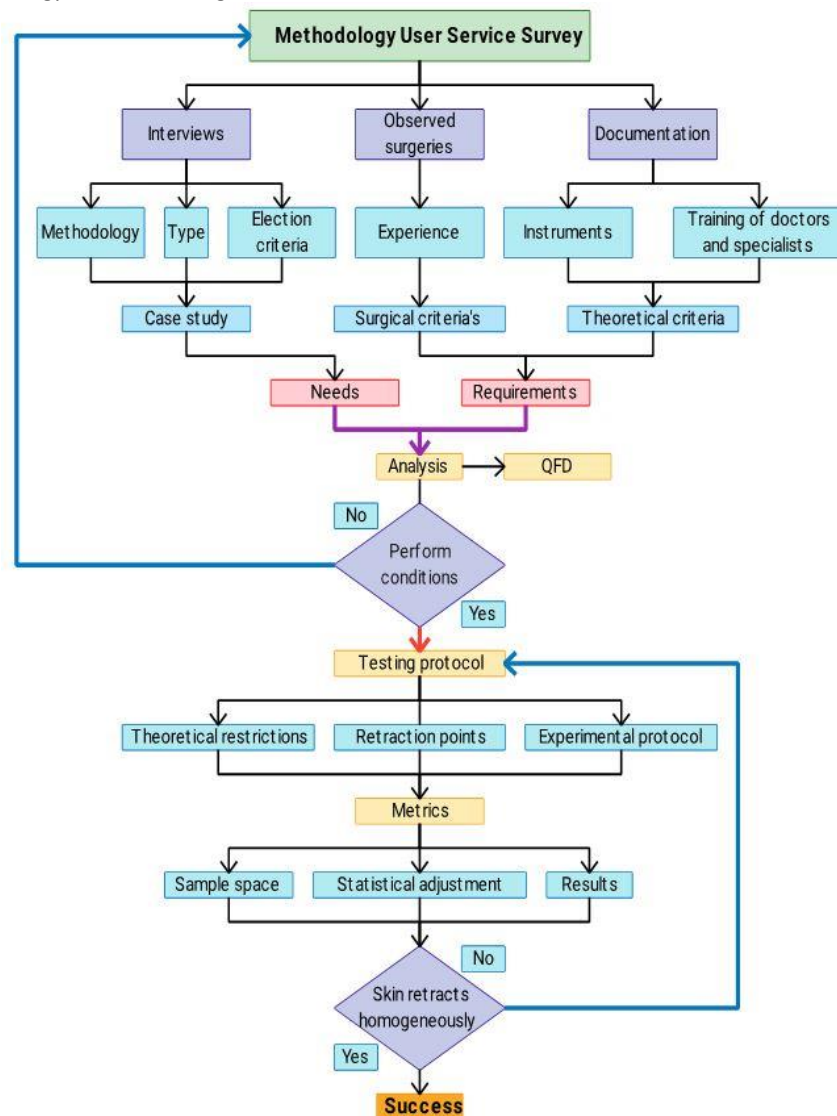 Methodology User Service Survey
Interviews
Observed
surgeries
Documentation
Methodology
Type
Election
criteria
Experience
Instruments
Training of doctors
and specialists
Case study
Surgical criteria's
Theoretical criteria
Needs
Requirements
Analysis
QFD
No
Perform
conditions
Yes
Testing protocol
Theoretical restrictions
Retraction points
Experimental protocol
Metrics
Sample space
Statistical adjustment
Results
No
Skin retracts
homogeneously
Yes
Success